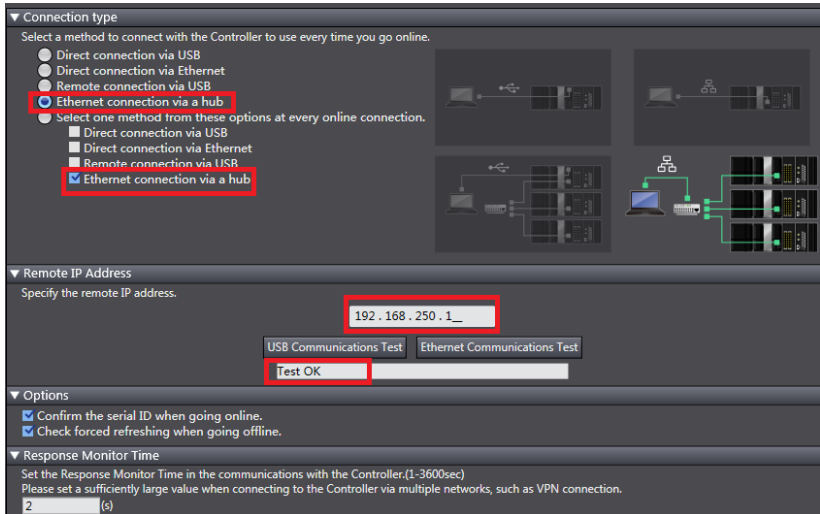 Connection type
Select a method to connect with the Controller to use every time you go online.
Direct connection via USB
Direct connection via Ethernet
Remote connection via USB
Ethernet connection via a hub
Select one method from these options at every online connection.
Direct connection via USB
Direct connection via Ethernet
Remote connection via USB
Ethernet connection via a hub
Remote IP Address
Specify the remote IP address.
192 . 168 . 250 . 1__
USB Communications Test Ethernet Communications Test
Test OK
Options
Confirm the serial ID when going online.
Check forced refreshing when going offline.
Response Monitor Time
Set the Response Monitor Time in the communications with the Controller.(1-3600sec)
Please set a sufficiently large value when connecting to the Controller via multiple networks, such as VPN connection.
2 (s)